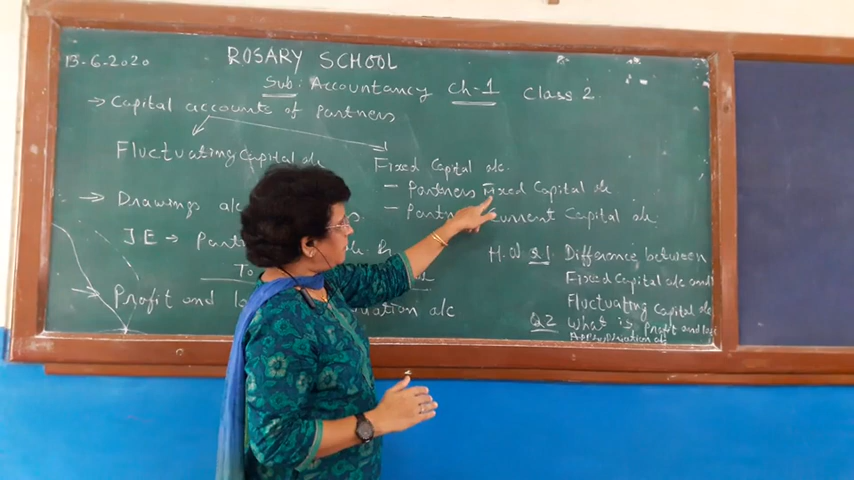 13-6-2020
ROSARY SCHOOL
Sub: Accountancy Ch-1 Class 2
→ Capital accounts of partners
Fluctuating Capital a/c
Fixed Capital a/c.
– Partners Fixed Capital a/c
– Current Capital a/c
→ Drawings a/c
JE →
To
→ Profit and a/c
H.W Q1. Difference between
Fixed Capital a/c and
Fluctuating Capital a/c
Q2 What is Profit and loss
Appropriation a/c